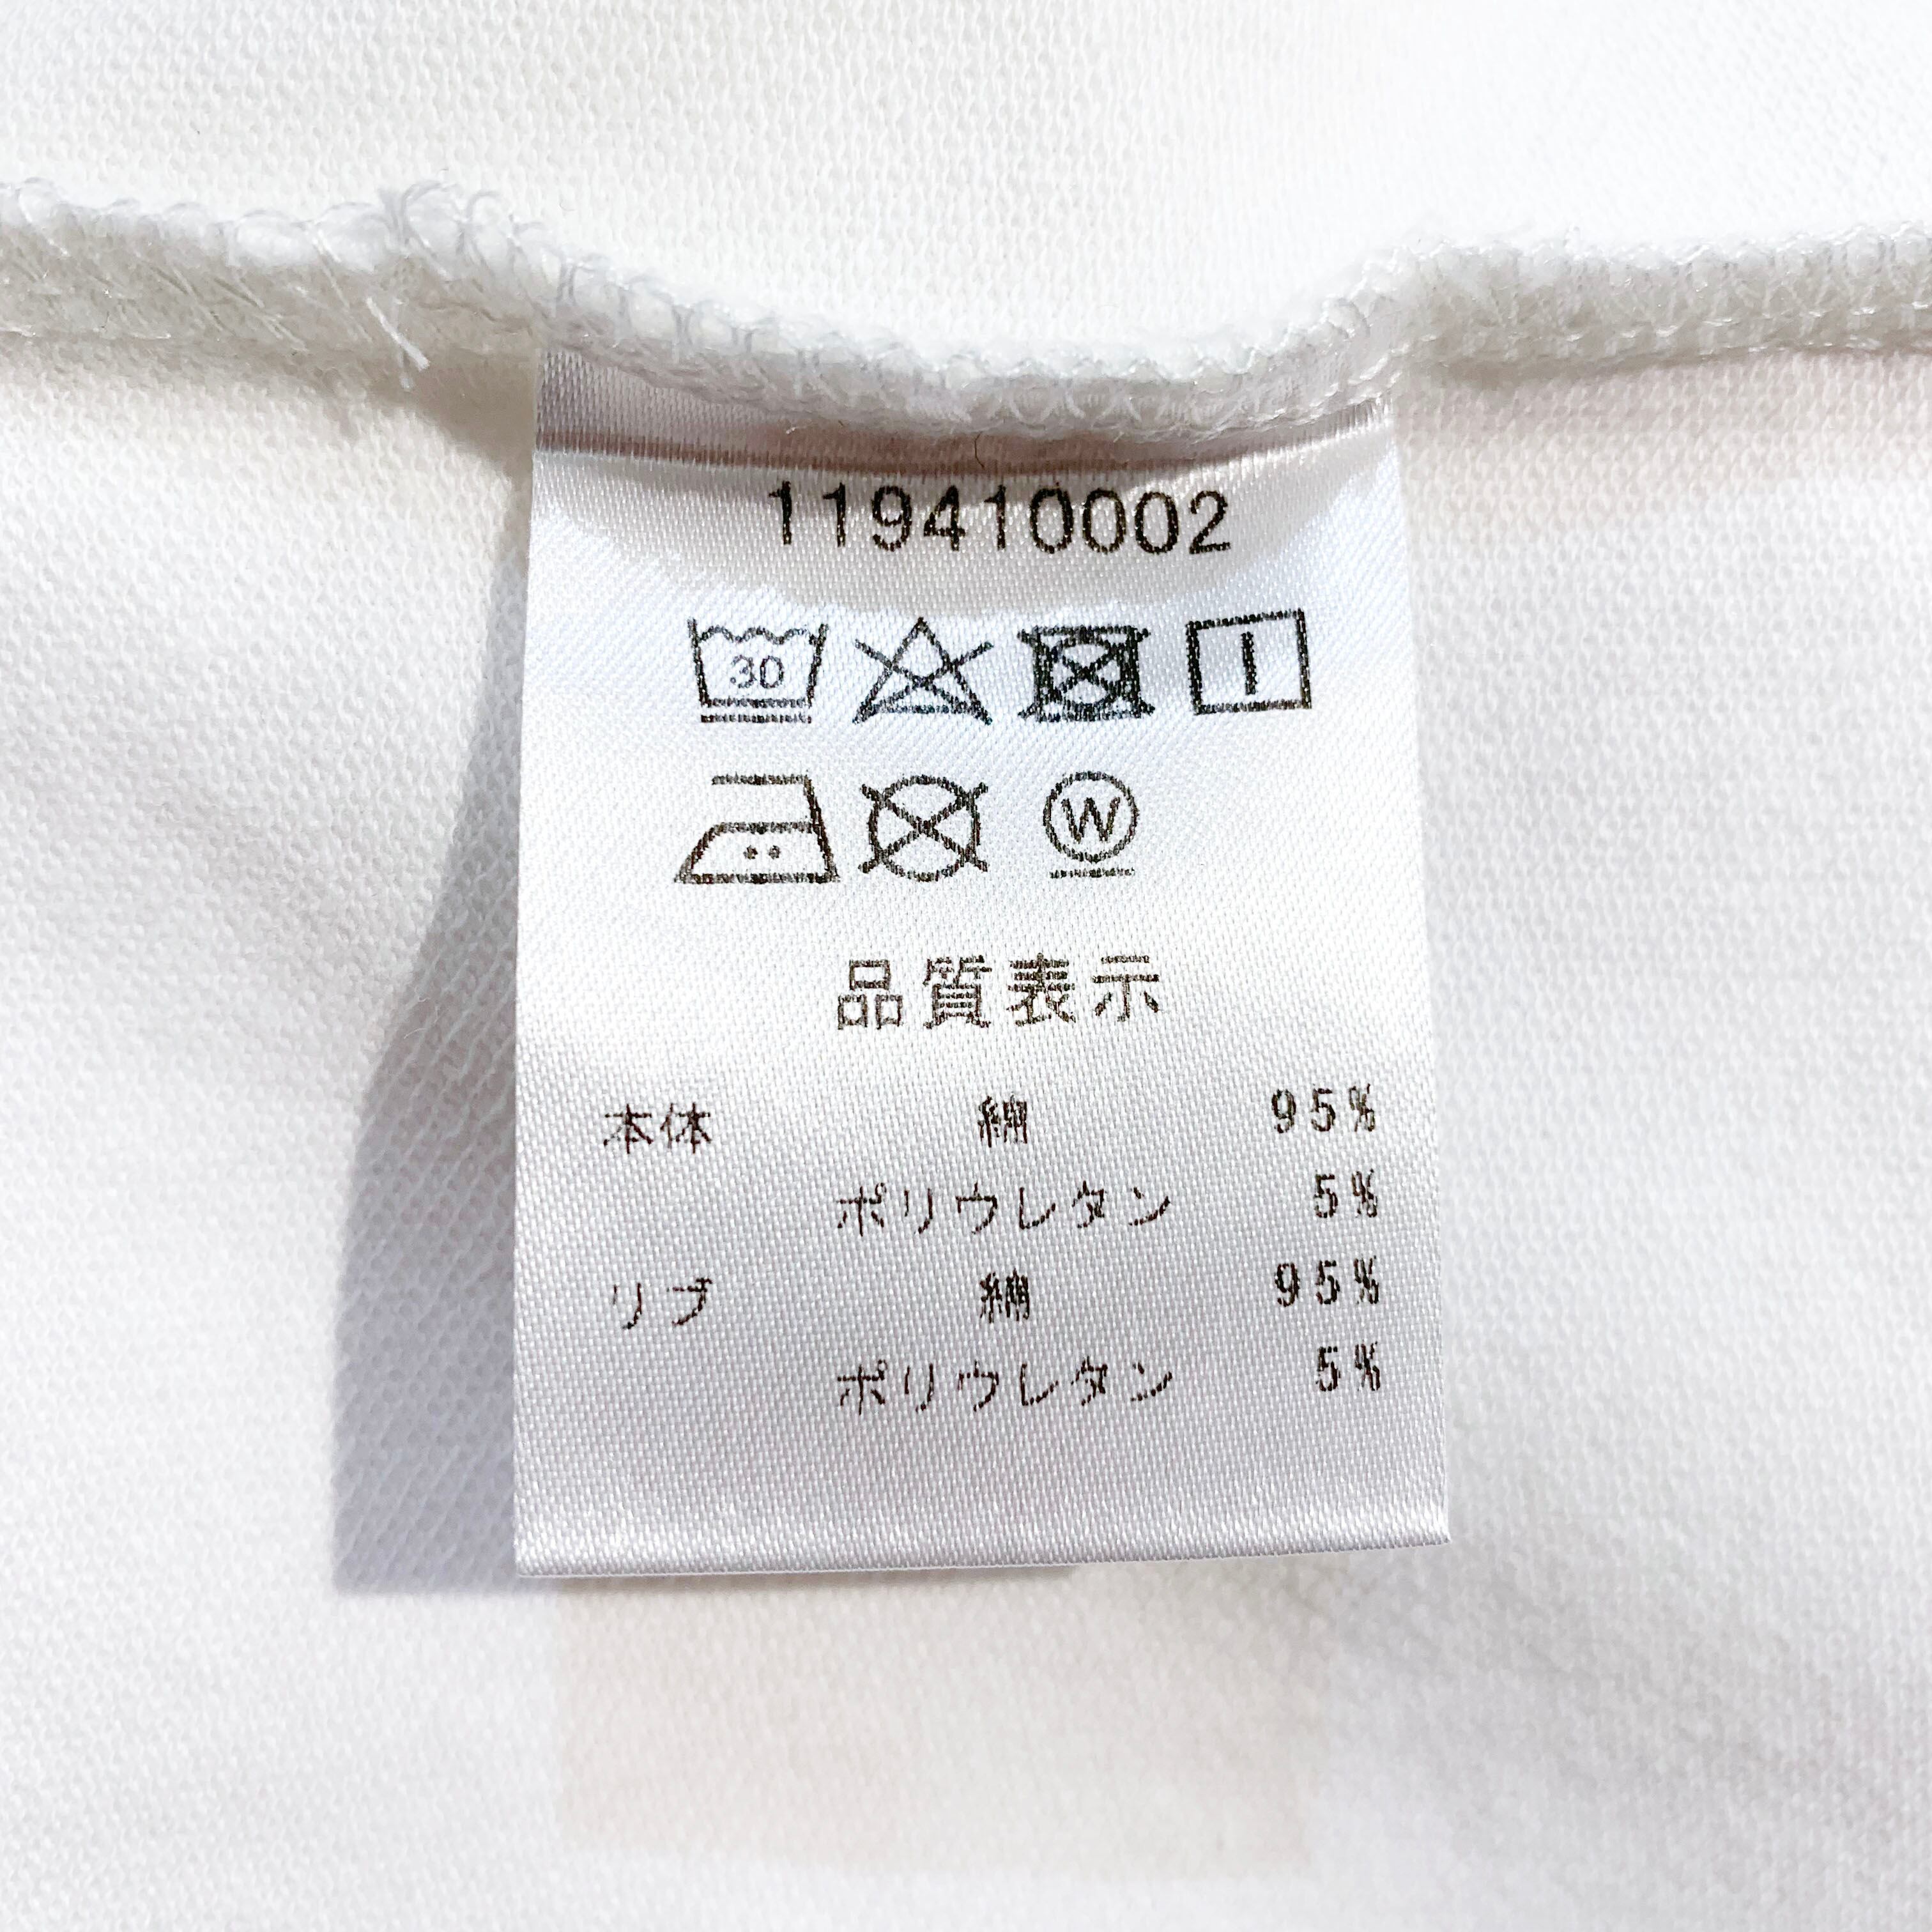 119410002
30
W
品質表示
本体 綿 95%
ポリウレタン 5%
リブ 綿 95%
ポリウレタン 5%